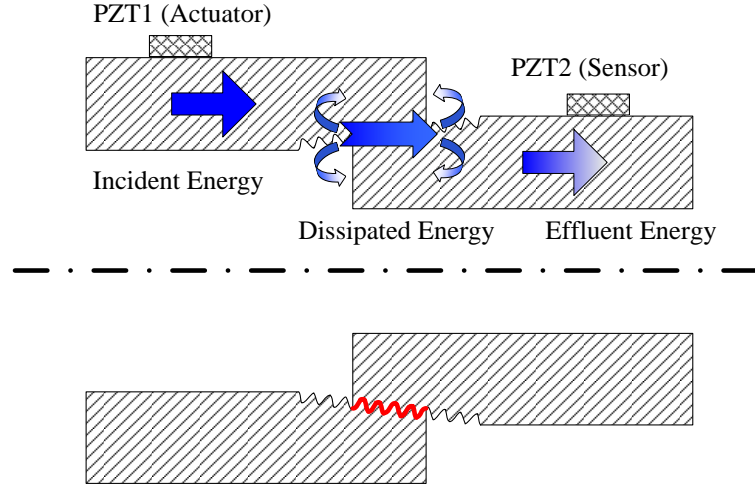 PZT1 (Actuator)
PZT2 (Sensor)
Incident Energy
Dissipated Energy
Effluent Energy